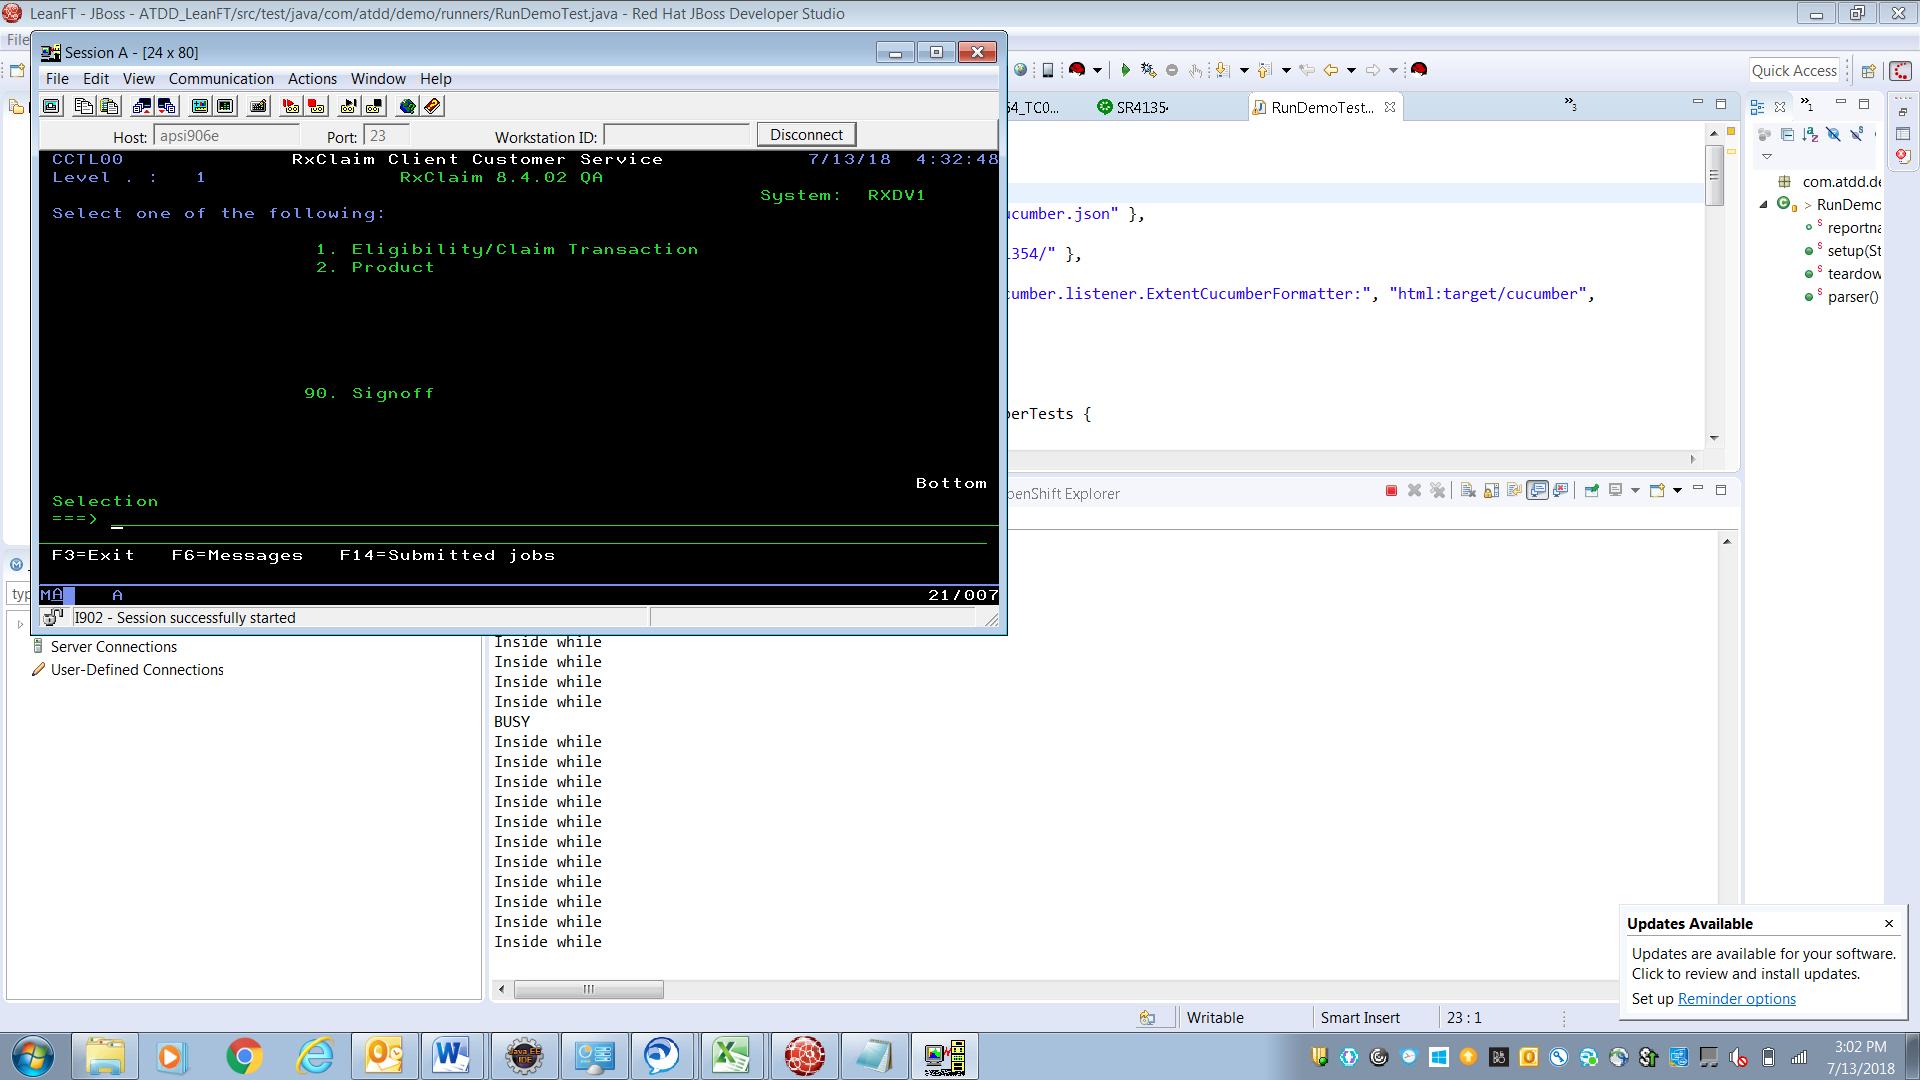 LeanFT - JBoss - ATDD_LeanFT/src/test/java/com/atdd/demo/runners/RunDemoTest.java - Red Hat JBoss Developer Studio
File
Session A - [24 x 80]
File Edit View Communication Actions Window Help
Host: apsi906e Port: 23 Workstation ID: Disconnect
CCTL00 RxClaim Client Customer Service 7/13/18 4:32:48
Level . : 1 RxClaim 8.4.02 QA
System: RXDV1
Select one of the following:
1. Eligibility/Claim Transaction
2. Product
90. Signoff
Bottom
Selection
===>
F3=Exit F6=Messages F14=Submitted jobs
MA A 21/007
I902 - Session successfully started
Quick Access
54_TC0... SR4135 RunDemoTest...
ucumber.json" },
354/" },
cumber.listener.ExtentCucumberFormatter:", "html:target/cucumber",
berTests {
com.atdd.de
> RunDemo
reportna
setup(St
teardow
parser()
penShift Explorer
typ
Server Connections
User-Defined Connections
Inside while
Inside while
Inside while
Inside while
BUSY
Inside while
Inside while
Inside while
Inside while
Inside while
Inside while
Inside while
Inside while
Inside while
Inside while
Inside while
Updates Available
Updates are available for your software.
Click to review and install updates.
Set up Reminder options
Writable Smart Insert 23 : 1
3:02 PM
7/13/2018